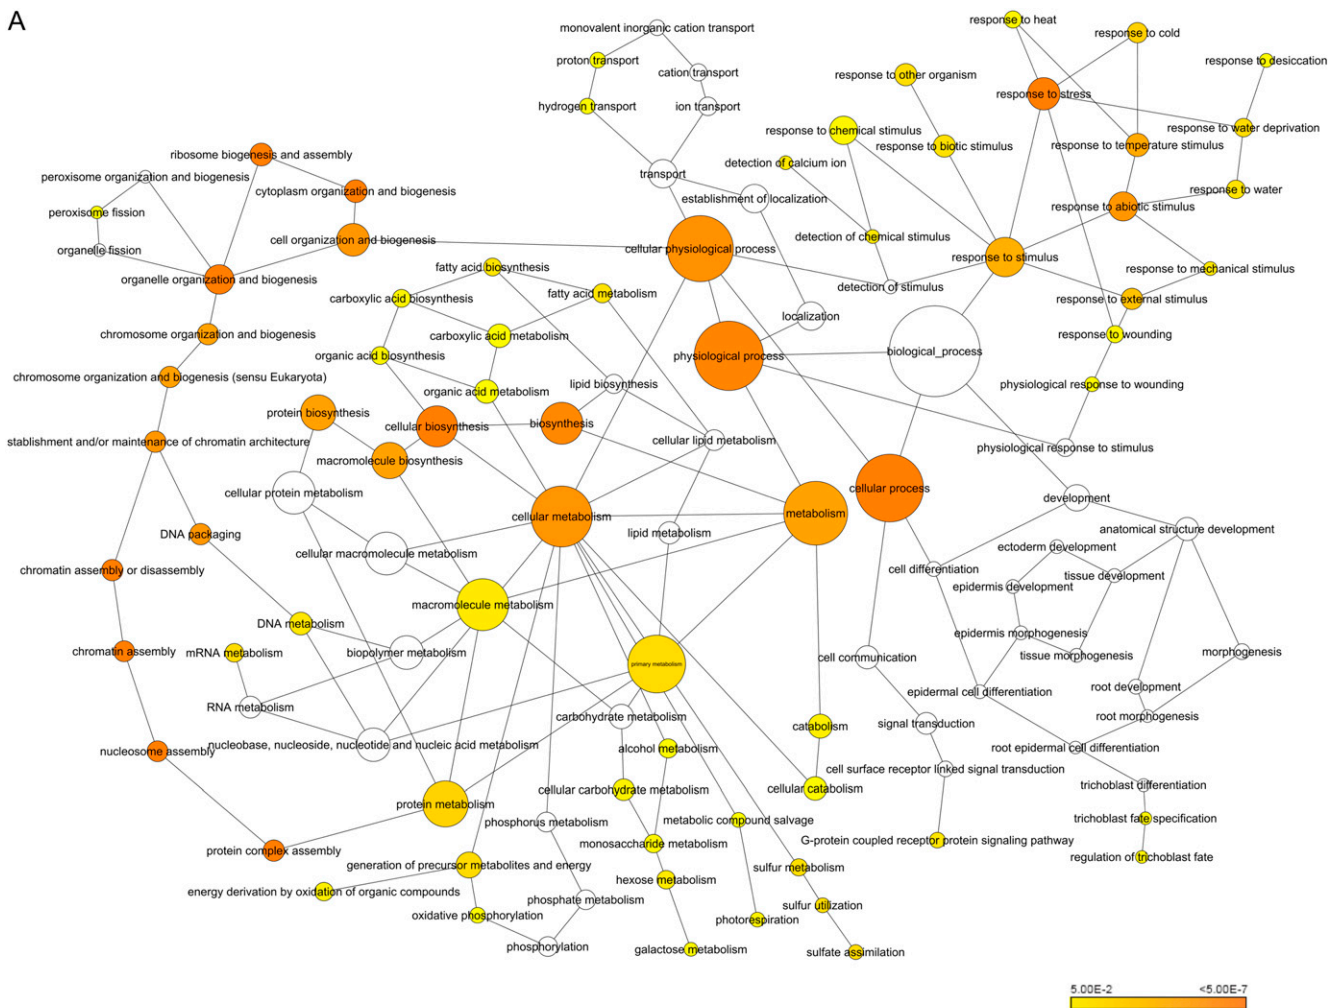 A
monovalent inorganic cation transport
response to heat
response to cold
proton transport
cation transport
response to other organism
response to desiccation
hydrogen transport
ion transport
response to stress
response to chemical stimulus
response to water deprivation
response to biotic stimulus
response to temperature stimulus
ribosome biogenesis and assembly
detection of calcium ion
peroxisome organization and biogenesis
transport
cytoplasm organization and biogenesis
establishment of localization
response to water
response to abiotic stimulus
peroxisome fission
cell organization and biogenesis
detection of chemical stimulus
organelle fission
cellular physiological process
response to stimulus
fatty acid biosynthesis
response to mechanical stimulus
organelle organization and biogenesis
carboxylic acid biosynthesis
fatty acid metabolism
detection of stimulus
response to external stimulus
localization
chromosome organization and biogenesis
carboxylic acid metabolism
response to wounding
organic acid biosynthesis
physiological process
biological_process
chromosome organization and biogenesis (sensu Eukaryota)
organic acid metabolism
lipid biosynthesis
physiological response to wounding
protein biosynthesis
cellular biosynthesis
biosynthesis
stablishment and/or maintenance of chromatin architecture
cellular lipid metabolism
physiological response to stimulus
macromolecule biosynthesis
cellular protein metabolism
cellular process
development
cellular metabolism
metabolism
DNA packaging
lipid metabolism
anatomical structure development
cellular macromolecule metabolism
ectoderm development
chromatin assembly or disassembly
cell differentiation
tissue development
epidermis development
macromolecule metabolism
DNA metabolism
epidermis morphogenesis
chromatin assembly
mRNA metabolism
biopolymer metabolism
primary metabolism
cell communication
tissue morphogenesis
morphogenesis
root development
epidermal cell differentiation
RNA metabolism
carbohydrate metabolism
signal transduction
root morphogenesis
catabolism
nucleosome assembly
nucleobase, nucleoside, nucleotide and nucleic acid metabolism
alcohol metabolism
root epidermal cell differentiation
cell surface receptor linked signal transduction
cellular carbohydrate metabolism
cellular catabolism
trichoblast differentiation
protein metabolism
phosphorus metabolism
metabolic compound salvage
trichoblast fate specification
monosaccharide metabolism
G-protein coupled receptor protein signaling pathway
protein complex assembly
regulation of trichoblast fate
generation of precursor metabolites and energy
sulfur metabolism
hexose metabolism
energy derivation by oxidation of organic compounds
phosphate metabolism
sulfur utilization
oxidative phosphorylation
photorespiration
phosphorylation
galactose metabolism
sulfate assimilation
5.00E-2
<5.00E-7